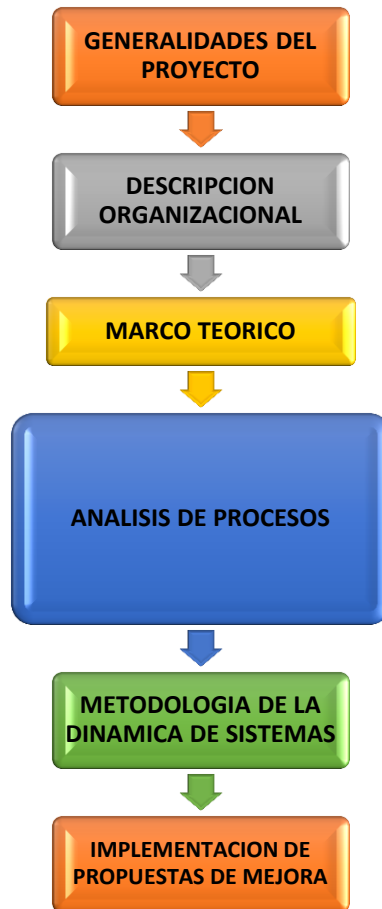 GENERALIDADES DEL
PROYECTO
DESCRIPCION
ORGANIZACIONAL
MARCO TEORICO
ANALISIS DE PROCESOS
METODOLOGIA DE LA
DINAMICA DE SISTEMAS
IMPLEMENTACION DE
PROPUESTAS DE MEJORA